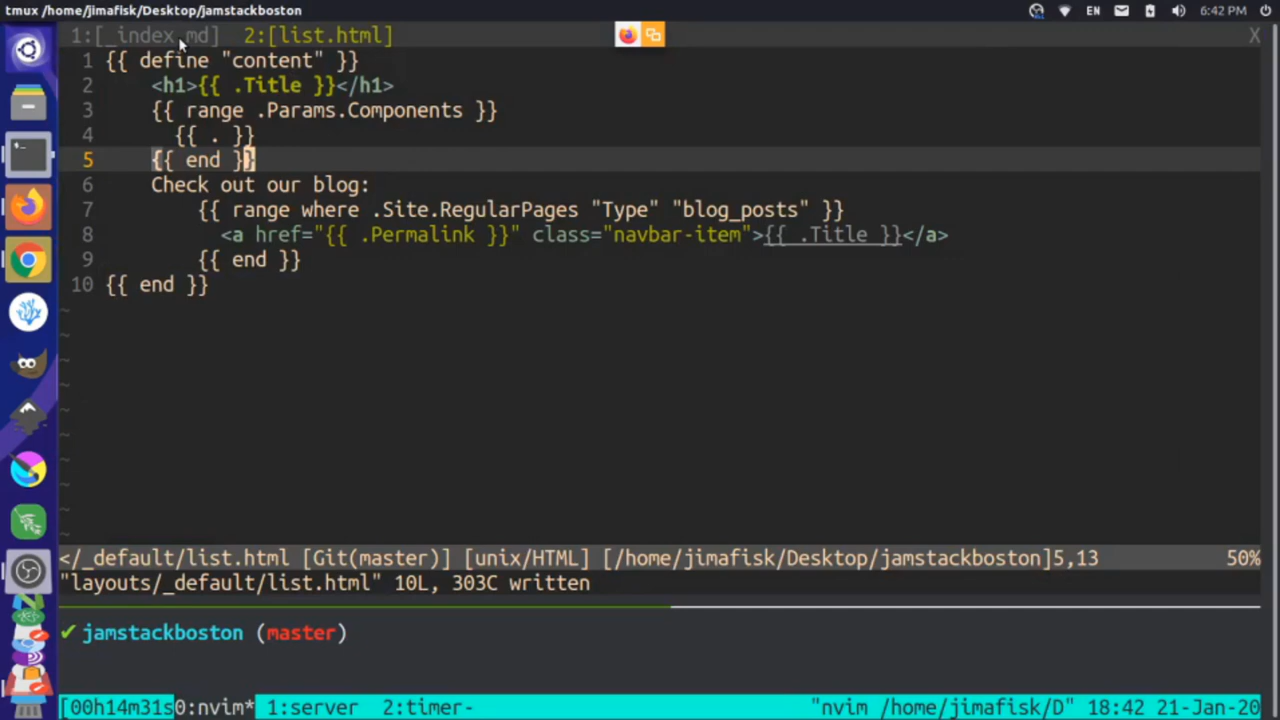 tmux /home/jimafisk/Desktop/jamstackboston
EN
6:42 PM
1:[_index.md] 2:[list.html] X
1 {{ define "content" }}
2 <h1>{{ .Title }}</h1>
3 {{ range .Params.Components }}
4 {{ . }}
5 {{ end }}
6 Check out our blog:
7 {{ range where .Site.RegularPages "Type" "blog_posts" }}
8 <a href="{{ .Permalink }}" class="navbar-item">{{ .Title }}</a>
9 {{ end }}
10 {{ end }}
~
~
~
~
~
~
~
~
~
~
</_default/list.html [Git(master)] [unix/HTML] [/home/jimafisk/Desktop/jamstackboston]5,13 50%
"layouts/_default/list.html" 10L, 303C written
✔ jamstackboston (master)
[00h14m31s0:nvim* 1:server 2:timer- "nvim /home/jimafisk/D" 18:42 21-Jan-20